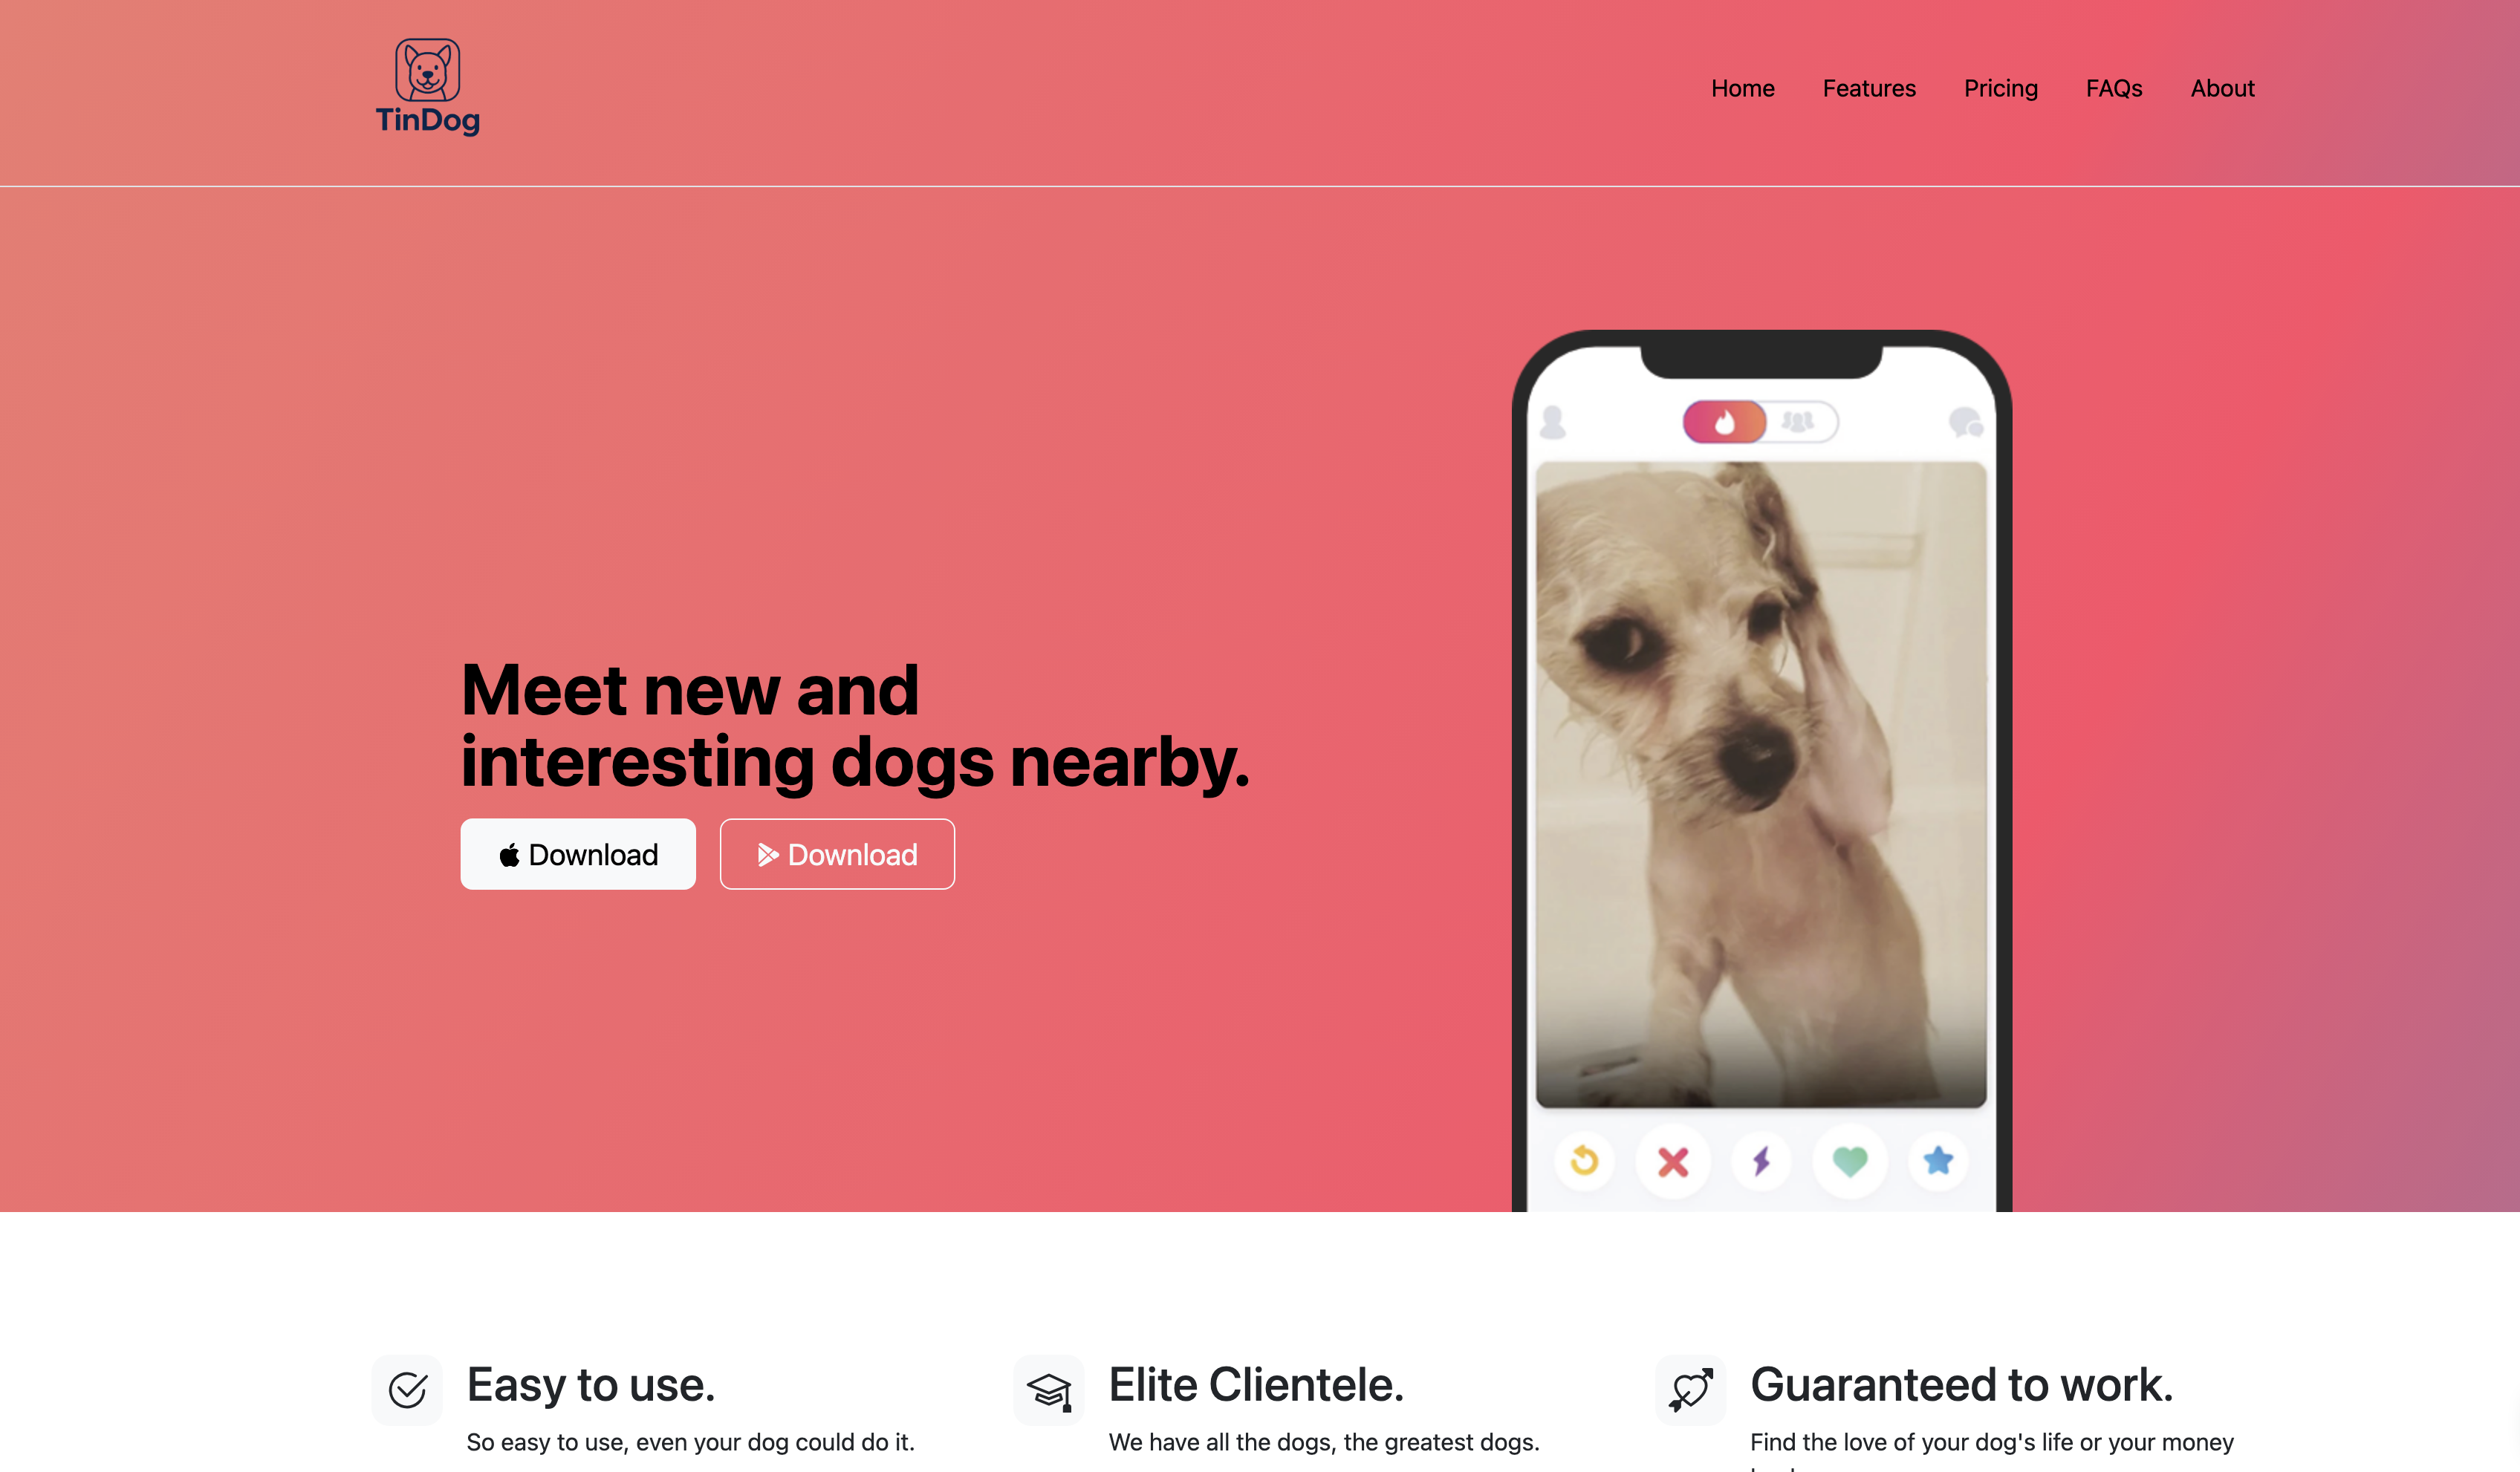 TinDog
Home Features Pricing FAQs About
Meet new and
interesting dogs nearby.
Download Download
Easy to use.
So easy to use, even your dog could do it.
Elite Clientele.
We have all the dogs, the greatest dogs.
Guaranteed to work.
Find the love of your dog's life or your money